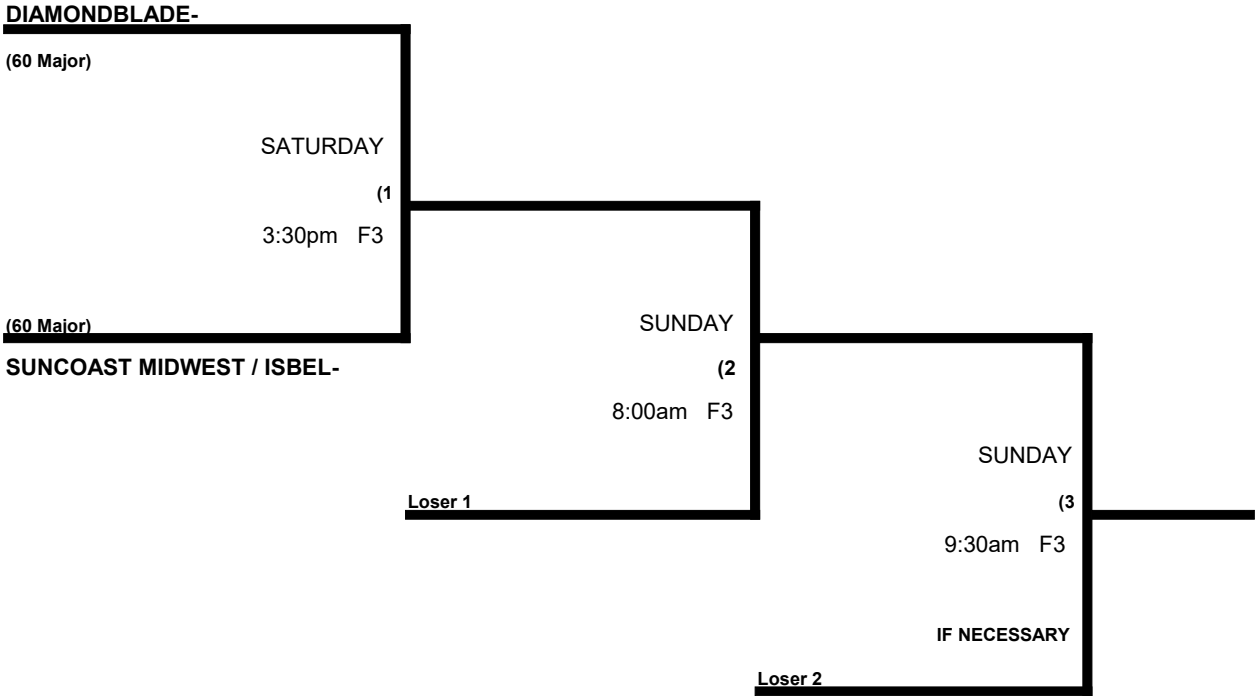 DIAMONDBLADE-
(60 Major)
SATURDAY
(1
3:30pm F3
(60 Major)
SUNCOAST MIDWEST / ISBEL-
SUNDAY
(2
8:00am F3
Loser 1
SUNDAY
(3
9:30am F3
IF NECESSARY
Loser 2